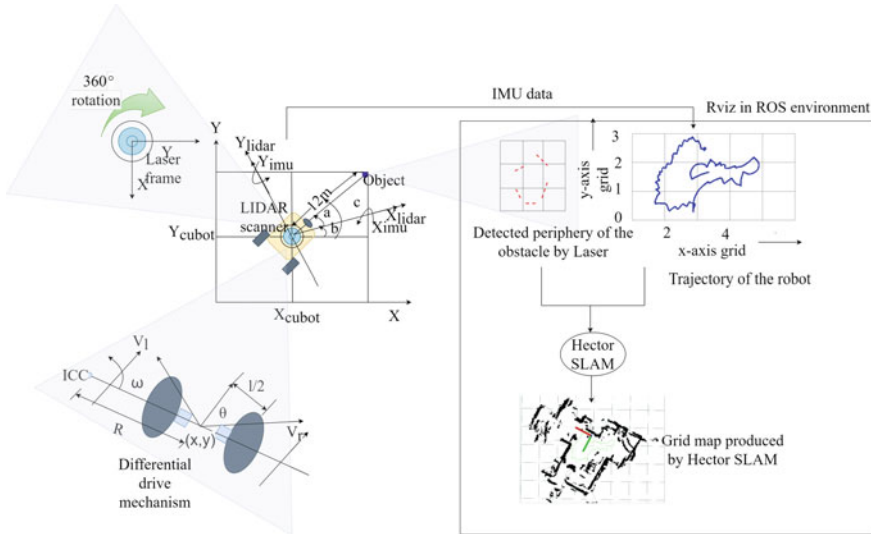 360°
rotation
Y
Laser
frame
X
Y
Ylidar
Yimu
Object
12m
LIDAR
scanner
a
b
c
Xlidar
Ximu
Ycubot
Xcubot
X
IMU data
Rviz in ROS environment
y-axis
grid
3
2
1
0
2
4
x-axis grid
Detected periphery of the
obstacle by Laser
Trajectory of the robot
Hector
SLAM
Grid map produced
by Hector SLAM
Vl
ICC
ω
l/2
θ
R
(x,y)
Vr
Differential
drive
mechanism